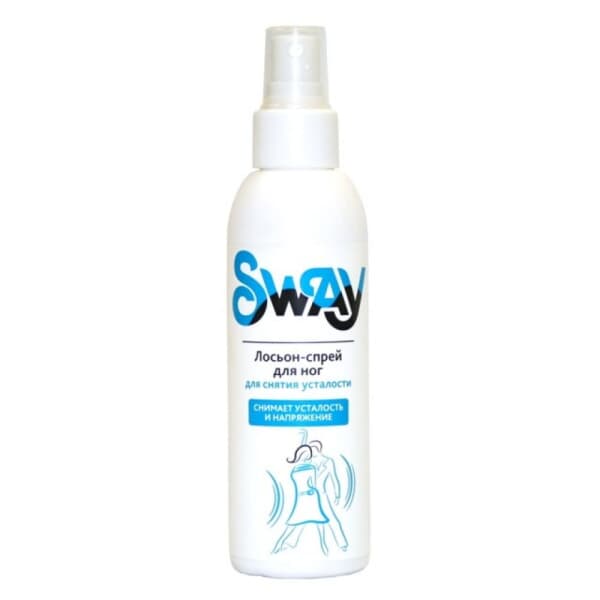 Sway
Лосьон-спрей
для ног
для снятия усталости
СНИМАЕТ УСТАЛОСТЬ
И НАПРЯЖЕНИЕ